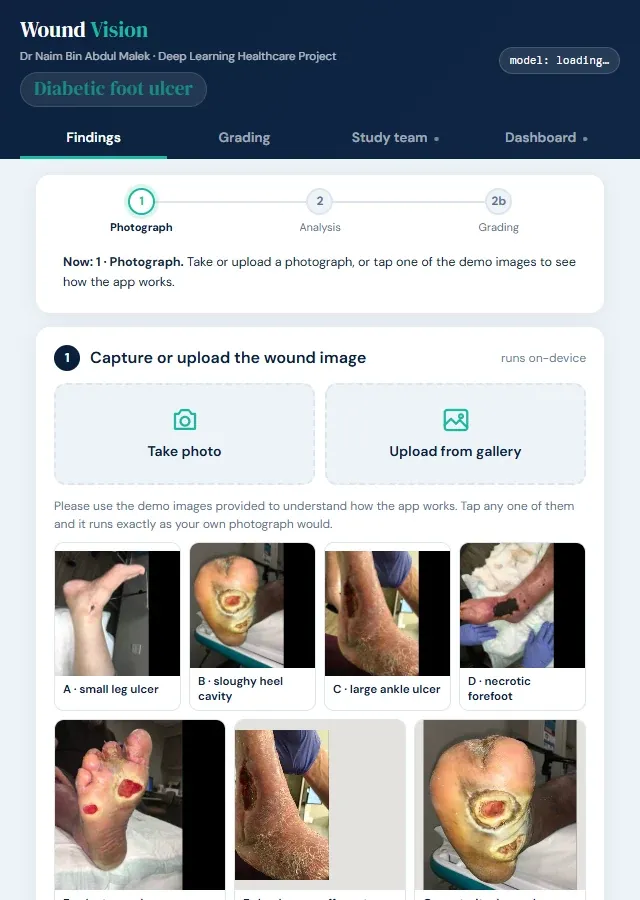 Wound Vision
Dr Naim Bin Abdul Malek · Deep Learning Healthcare Project
model: loading…
Diabetic foot ulcer
Findings
Grading
Study team •
Dashboard •
1
2
2b
Photograph
Analysis
Grading
Now: 1 · Photograph. Take or upload a photograph, or tap one of the demo images to see
how the app works.
1 Capture or upload the wound image
runs on-device
Take photo
Upload from gallery
Please use the demo images provided to understand how the app works. Tap any one of them
and it runs exactly as your own photograph would.
A · small leg ulcer
B · sloughy heel
cavity
C · large ankle ulcer
D · necrotic
forefoot